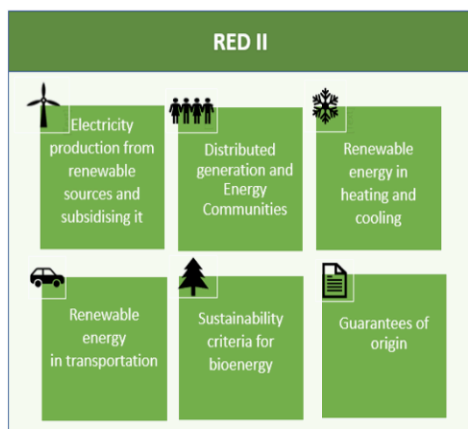 RED II
Electricity
production from
renewable
sources and
subsidising it
Distributed
generation and
Energy
Communities
Renewable
energy in
heating and
cooling
Renewable
energy
in transportation
Sustainability
criteria for
bioenergy
Guarantees of
origin